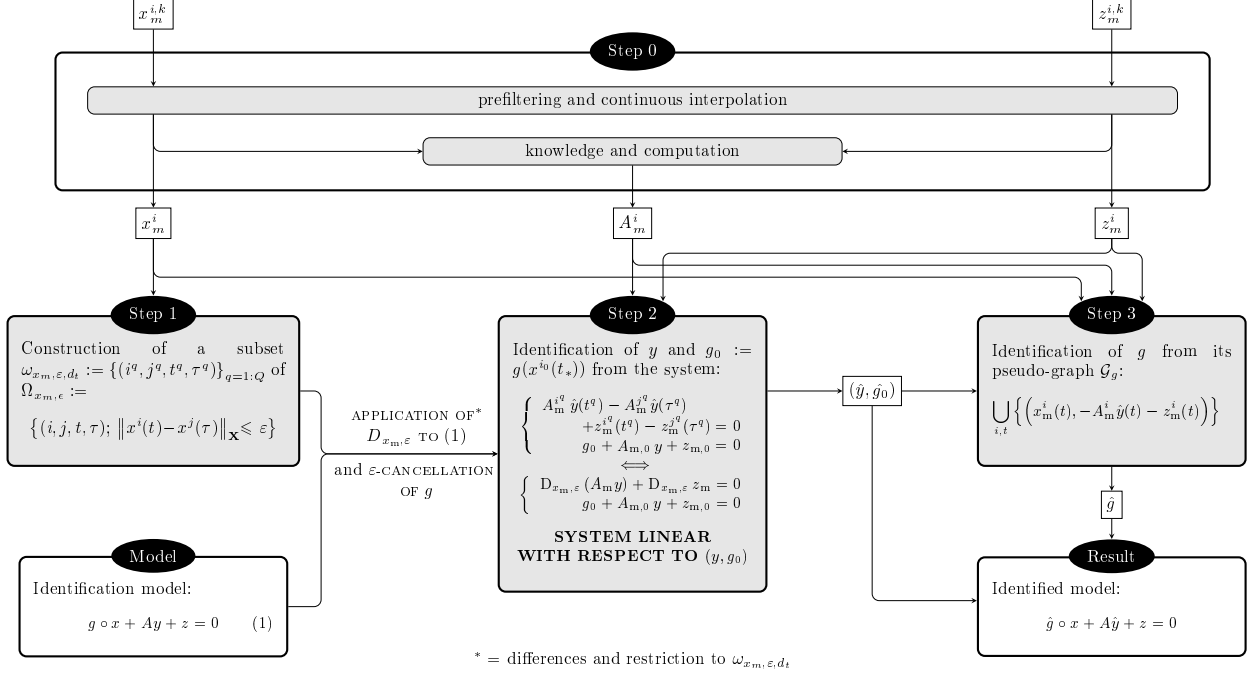 x_m^{i,k}
z_m^{i,k}
Step 0
prefiltering and continuous interpolation
knowledge and computation
x_m^i
A_m^i
z_m^i
Step 1
Construction of a subset
ω_{x_m,ε,d_t} := {(i^q, j^q, t^q, τ^q)}_{q=1:Q} of
Ω_{x_m,ϵ} :=
{(i, j, t, τ); ‖x^i(t)−x^j(τ)‖_X ⩽ ε}
Model
Identification model:
g ∘ x + Ay + z = 0 (1)
APPLICATION OF*
D_{x_m,ε} TO (1)
and ε-CANCELLATION
OF g
Step 2
Identification of y and g_0 :=
g(x^{i_0}(t_*)) from the system:
{ A_m^{i^q} ŷ(t^q) − A_m^{j^q} ŷ(τ^q)
+z_m^{i^q}(t^q) − z_m^{j^q}(τ^q) = 0
g_0 + A_{m,0} y + z_{m,0} = 0
⟺
{ D_{x_m,ε} (A_m y) + D_{x_m,ε} z_m = 0
g_0 + A_{m,0} y + z_{m,0} = 0
SYSTEM LINEAR
WITH RESPECT TO (y, g_0)
(ŷ, ĝ_0)
Step 3
Identification of g from its
pseudo-graph 𝒢_g:
⋃_{i,t} {(x_m^i(t), −A_m^i ŷ(t) − z_m^i(t))}
ĝ
Result
Identified model:
ĝ ∘ x + Aŷ + z = 0
* = differences and restriction to ω_{x_m,ε,d_t}